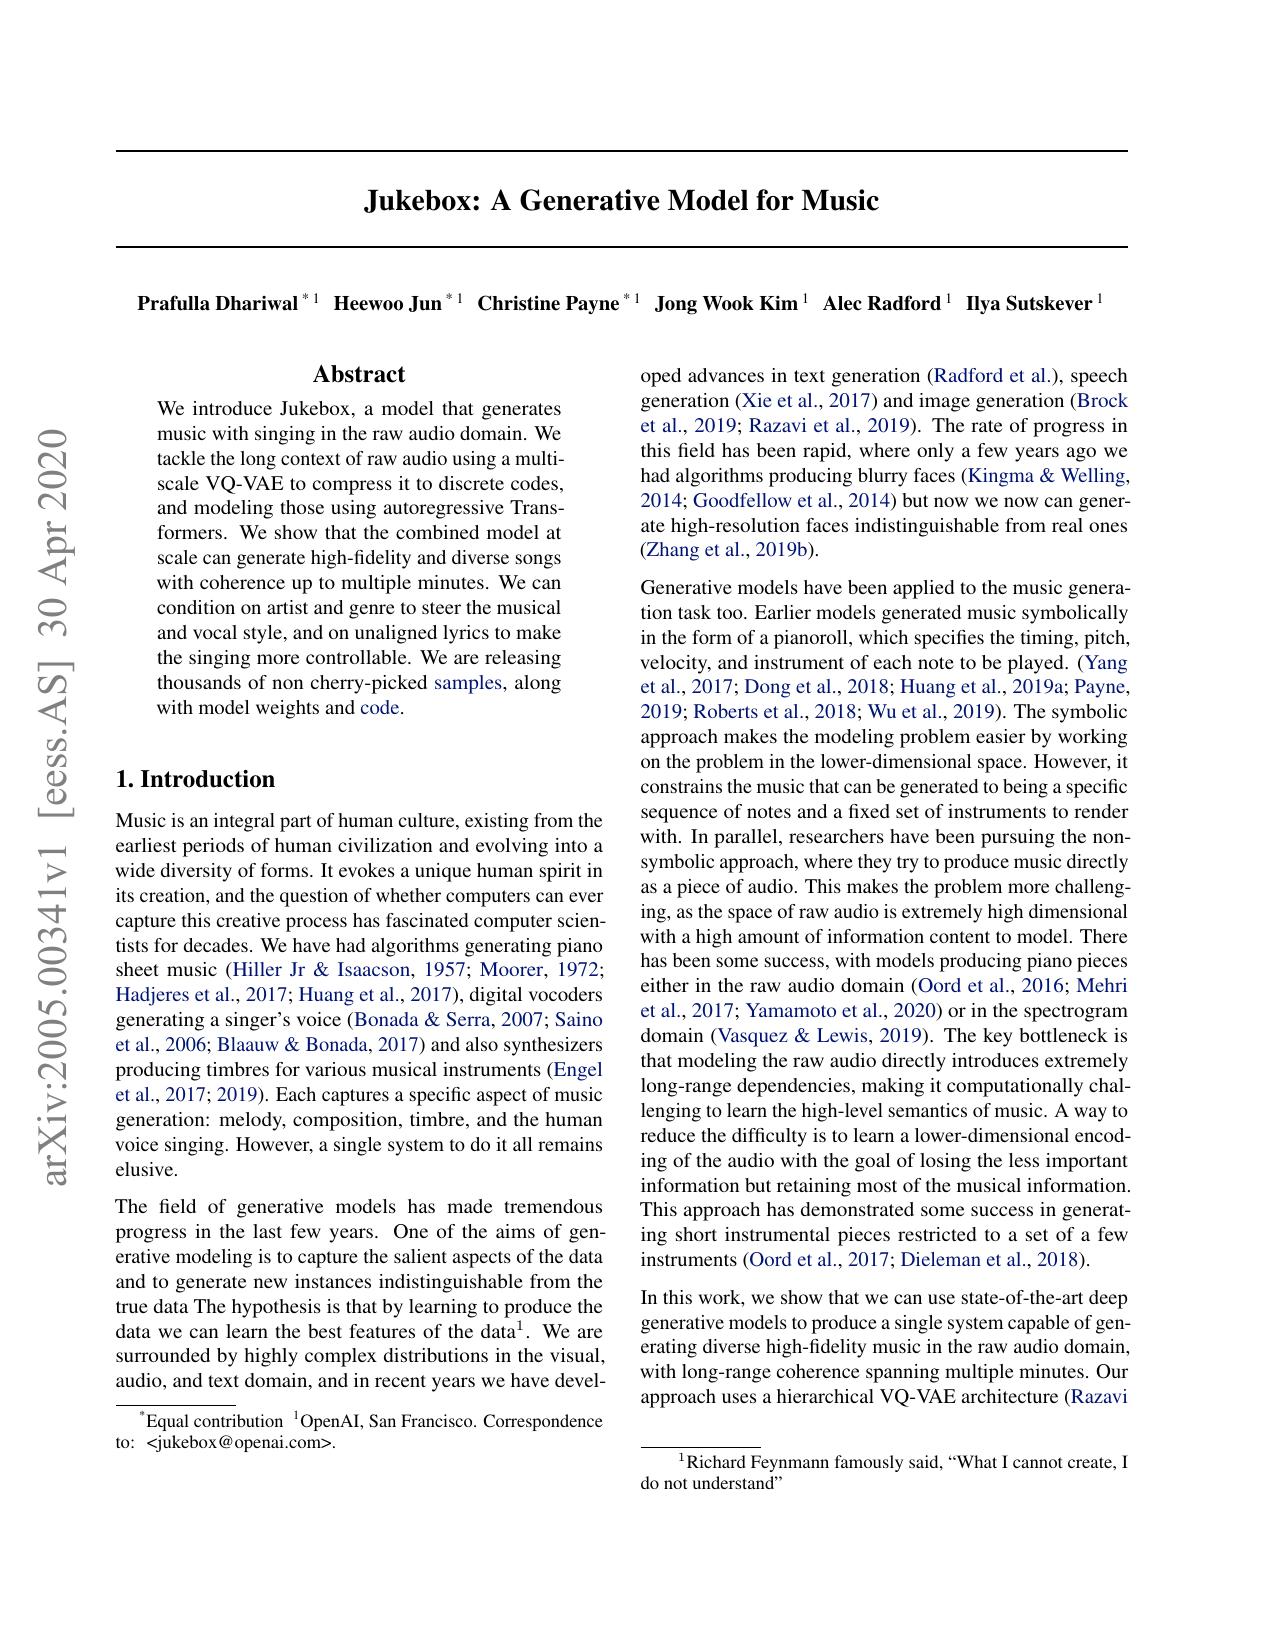 Jukebox: A Generative Model for Music
Prafulla Dhariwal * 1 Heewoo Jun * 1 Christine Payne * 1 Jong Wook Kim 1 Alec Radford 1 Ilya Sutskever 1
Abstract
We introduce Jukebox, a model that generates
music with singing in the raw audio domain. We
tackle the long context of raw audio using a multi-
scale VQ-VAE to compress it to discrete codes,
and modeling those using autoregressive Trans-
formers. We show that the combined model at
scale can generate high-fidelity and diverse songs
with coherence up to multiple minutes. We can
condition on artist and genre to steer the musical
and vocal style, and on unaligned lyrics to make
the singing more controllable. We are releasing
thousands of non cherry-picked samples, along
with model weights and code.
1. Introduction
Music is an integral part of human culture, existing from the
earliest periods of human civilization and evolving into a
wide diversity of forms. It evokes a unique human spirit in
its creation, and the question of whether computers can ever
capture this creative process has fascinated computer scien-
tists for decades. We have had algorithms generating piano
sheet music (Hiller Jr & Isaacson, 1957; Moorer, 1972;
Hadjeres et al., 2017; Huang et al., 2017), digital vocoders
generating a singer's voice (Bonada & Serra, 2007; Saino
et al., 2006; Blaauw & Bonada, 2017) and also synthesizers
producing timbres for various musical instruments (Engel
et al., 2017; 2019). Each captures a specific aspect of music
generation: melody, composition, timbre, and the human
voice singing. However, a single system to do it all remains
elusive.
The field of generative models has made tremendous
progress in the last few years. One of the aims of gen-
erative modeling is to capture the salient aspects of the data
and to generate new instances indistinguishable from the
true data The hypothesis is that by learning to produce the
data we can learn the best features of the data1. We are
surrounded by highly complex distributions in the visual,
audio, and text domain, and in recent years we have devel-
*Equal contribution 1OpenAI, San Francisco. Correspondence
to: <jukebox@openai.com>.
oped advances in text generation (Radford et al.), speech
generation (Xie et al., 2017) and image generation (Brock
et al., 2019; Razavi et al., 2019). The rate of progress in
this field has been rapid, where only a few years ago we
had algorithms producing blurry faces (Kingma & Welling,
2014; Goodfellow et al., 2014) but now we now can gener-
ate high-resolution faces indistinguishable from real ones
(Zhang et al., 2019b).
Generative models have been applied to the music genera-
tion task too. Earlier models generated music symbolically
in the form of a pianoroll, which specifies the timing, pitch,
velocity, and instrument of each note to be played. (Yang
et al., 2017; Dong et al., 2018; Huang et al., 2019a; Payne,
2019; Roberts et al., 2018; Wu et al., 2019). The symbolic
approach makes the modeling problem easier by working
on the problem in the lower-dimensional space. However, it
constrains the music that can be generated to being a specific
sequence of notes and a fixed set of instruments to render
with. In parallel, researchers have been pursuing the non-
symbolic approach, where they try to produce music directly
as a piece of audio. This makes the problem more challeng-
ing, as the space of raw audio is extremely high dimensional
with a high amount of information content to model. There
has been some success, with models producing piano pieces
either in the raw audio domain (Oord et al., 2016; Mehri
et al., 2017; Yamamoto et al., 2020) or in the spectrogram
domain (Vasquez & Lewis, 2019). The key bottleneck is
that modeling the raw audio directly introduces extremely
long-range dependencies, making it computationally chal-
lenging to learn the high-level semantics of music. A way to
reduce the difficulty is to learn a lower-dimensional encod-
ing of the audio with the goal of losing the less important
information but retaining most of the musical information.
This approach has demonstrated some success in generat-
ing short instrumental pieces restricted to a set of a few
instruments (Oord et al., 2017; Dieleman et al., 2018).
In this work, we show that we can use state-of-the-art deep
generative models to produce a single system capable of gen-
erating diverse high-fidelity music in the raw audio domain,
with long-range coherence spanning multiple minutes. Our
approach uses a hierarchical VQ-VAE architecture (Razavi
1Richard Feynmann famously said, "What I cannot create, I
do not understand"
arXiv:2005.00341v1 [eess.AS] 30 Apr 2020